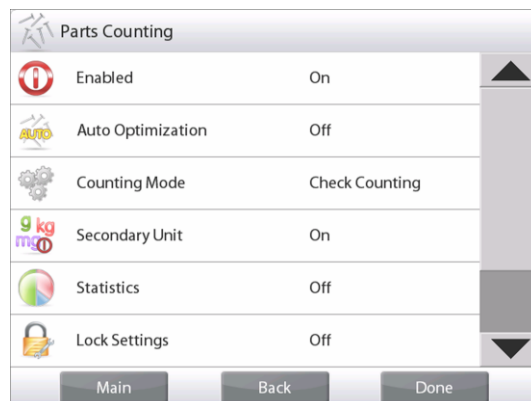 Parts Counting
Enabled On
AUTO Auto Optimization Off
Counting Mode Check Counting
g kg
mg Secondary Unit On
Statistics Off
Lock Settings Off
Main Back Done